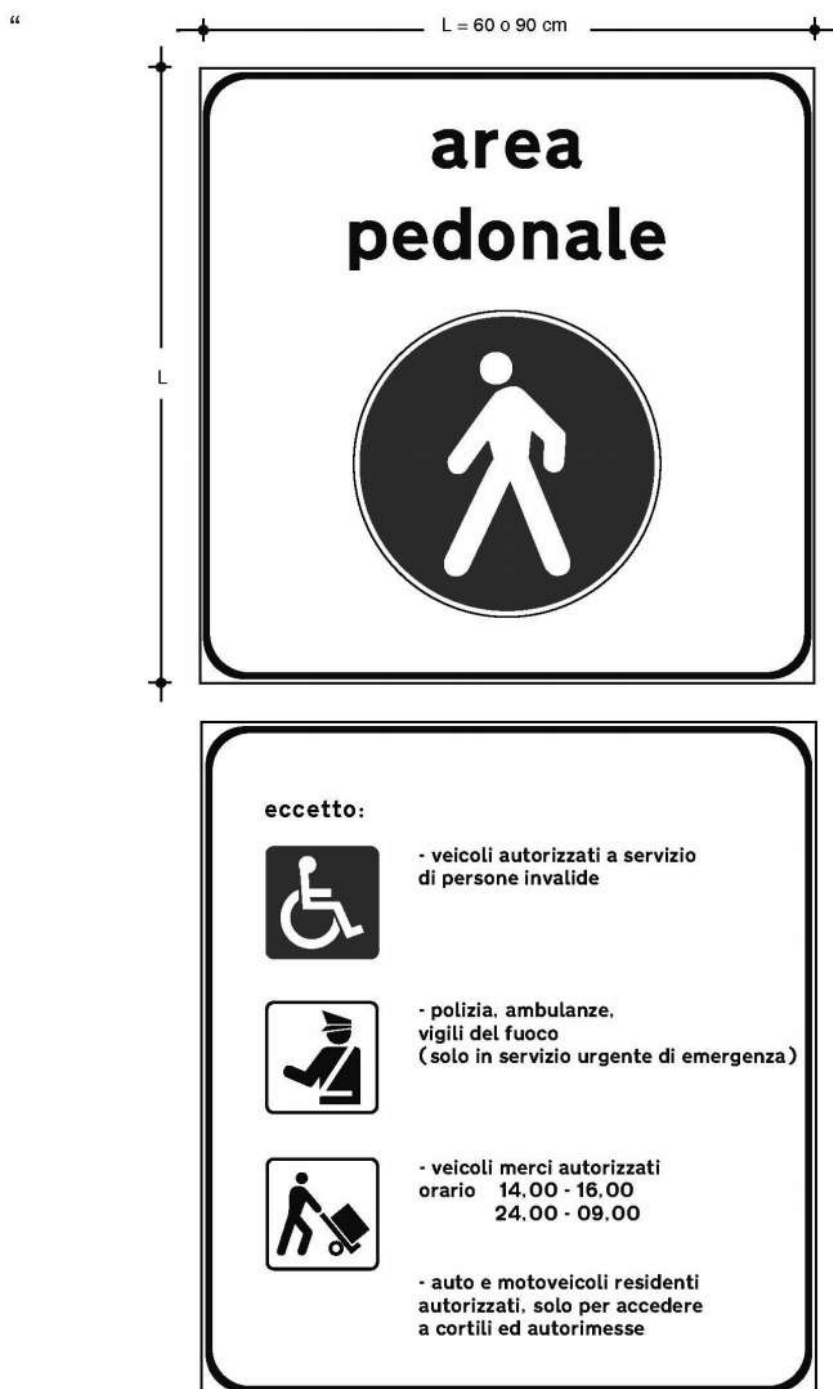 “
L = 60 o 90 cm
area
pedonale
L
eccetto:
- veicoli autorizzati a servizio
di persone invalide
- polizia, ambulanze,
vigili del fuoco
(solo in servizio urgente di emergenza)
- veicoli merci autorizzati
orario 14.00 - 16.00
24.00 - 09.00
- auto e motoveicoli residenti
autorizzati, solo per accedere
a cortili ed autorimesse